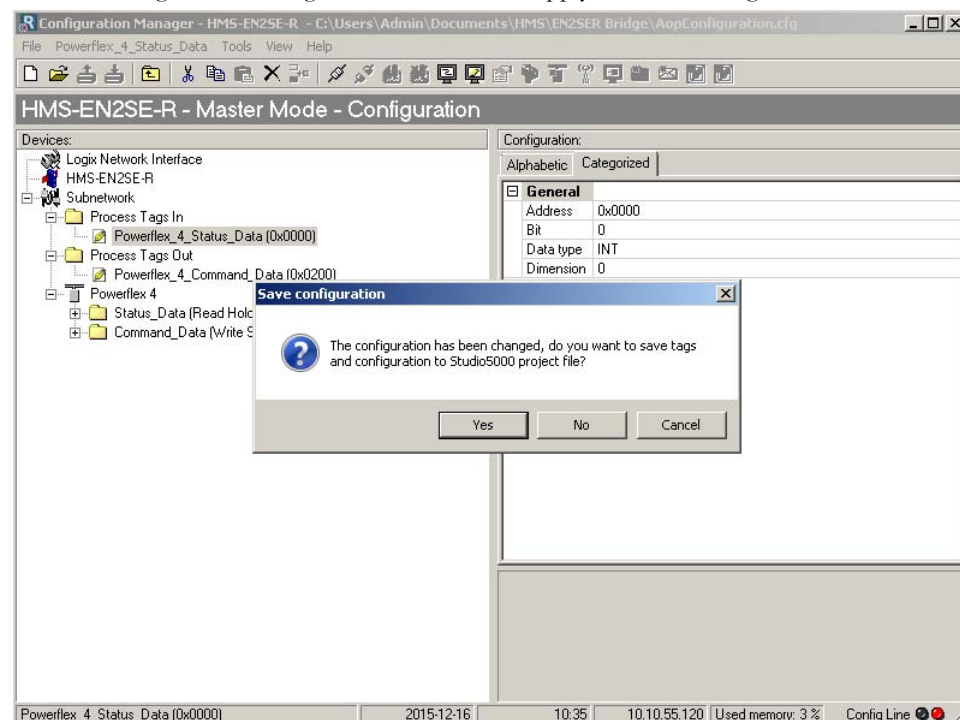 Configuration Manager - HMS-EN2SE-R - C:\Users\Admin\Documents\HMS\EN2SER Bridge\AopConfiguration.cfg
File Powerflex_4_Status_Data Tools View Help
HMS-EN2SE-R - Master Mode - Configuration
Devices:
Configuration:
Logix Network Interface
HMS-EN2SE-R
Subnetwork
Process Tags In
Powerflex_4_Status_Data (0x0000)
Process Tags Out
Powerflex_4_Command_Data (0x0200)
Powerflex 4
Status_Data (Read Hold
Command_Data (Write S
Alphabetic Categorized
General
Address 0x0000
Bit 0
Data type INT
Dimension 0
Save configuration
The configuration has been changed, do you want to save tags
and configuration to Studio5000 project file?
Yes No Cancel
Powerflex_4_Status_Data (0x0000) 2015-12-16 10:35 10.10.55.120 Used memory: 3 % Config Line